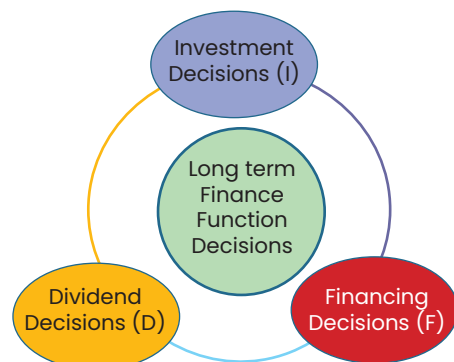 Investment
Decisions (I)
Long term
Finance
Function
Decisions
Dividend
Decisions (D)
Financing
Decisions (F)